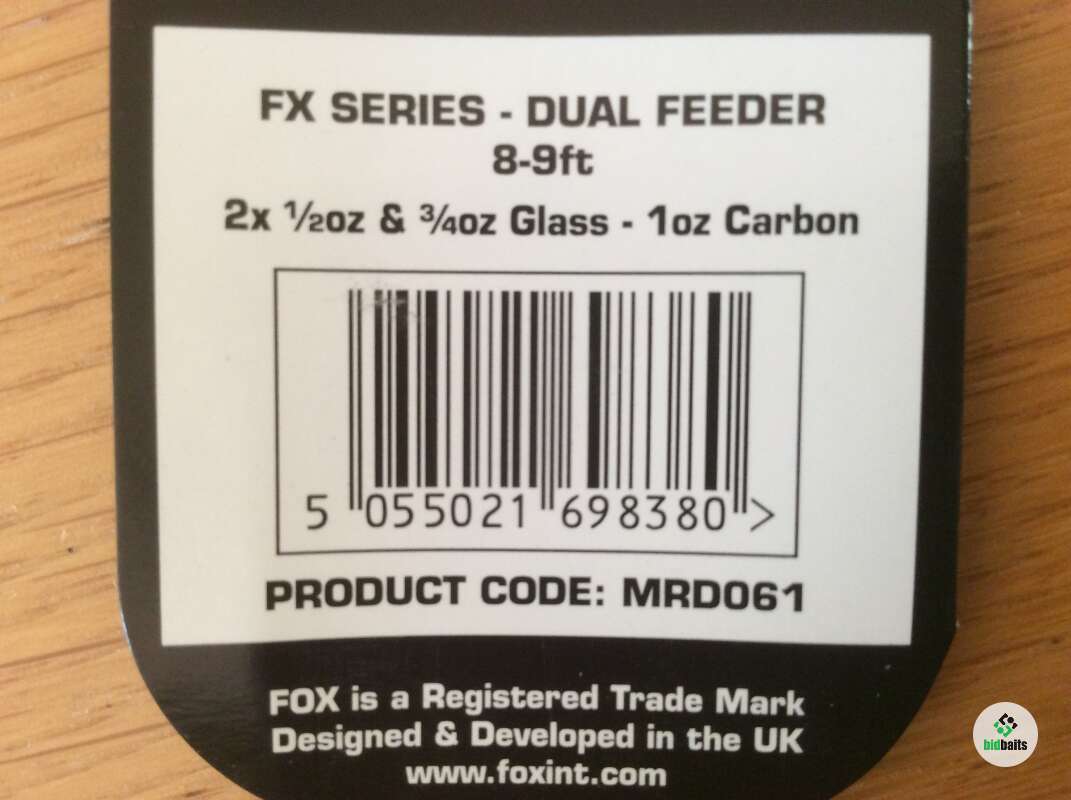 FX SERIES - DUAL FEEDER
8-9ft
2x ½oz & ¾oz Glass - 1oz Carbon
5 055021 698380 >
PRODUCT CODE: MRD061
FOX is a Registered Trade Mark
Designed & Developed in the UK
www.foxint.com
bidbaits